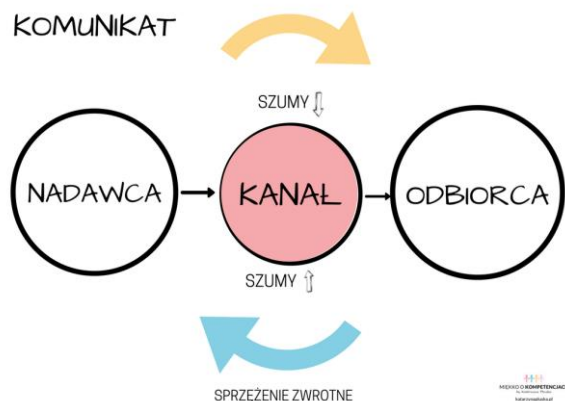 KOMUNIKAT
SZUMY
NADAWCA
KANAŁ
ODBIORCA
SZUMY
SPRZĘŻENIE ZWROTNE
MIĘKKO O KOMPETENCJACH